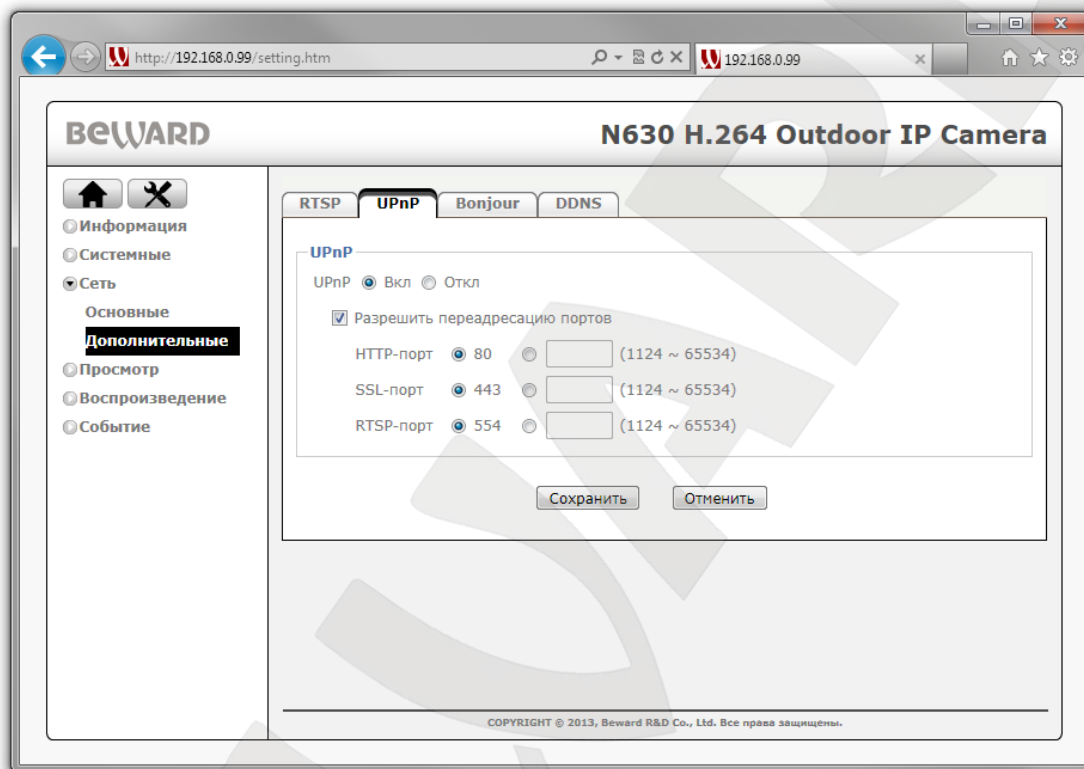 http://192.168.0.99/setting.htm
192.168.0.99
BEWARD
N630 H.264 Outdoor IP Camera
Информация
Системные
Сеть
Основные
Дополнительные
Просмотр
Воспроизведение
Событие
RTSP UPnP Bonjour DDNS
UPnP
UPnP Вкл Откл
Разрешить переадресацию портов
HTTP-порт 80 (1124 ~ 65534)
SSL-порт 443 (1124 ~ 65534)
RTSP-порт 554 (1124 ~ 65534)
Сохранить Отменить
COPYRIGHT © 2013, Beward R&D Co., Ltd. Все права защищены.